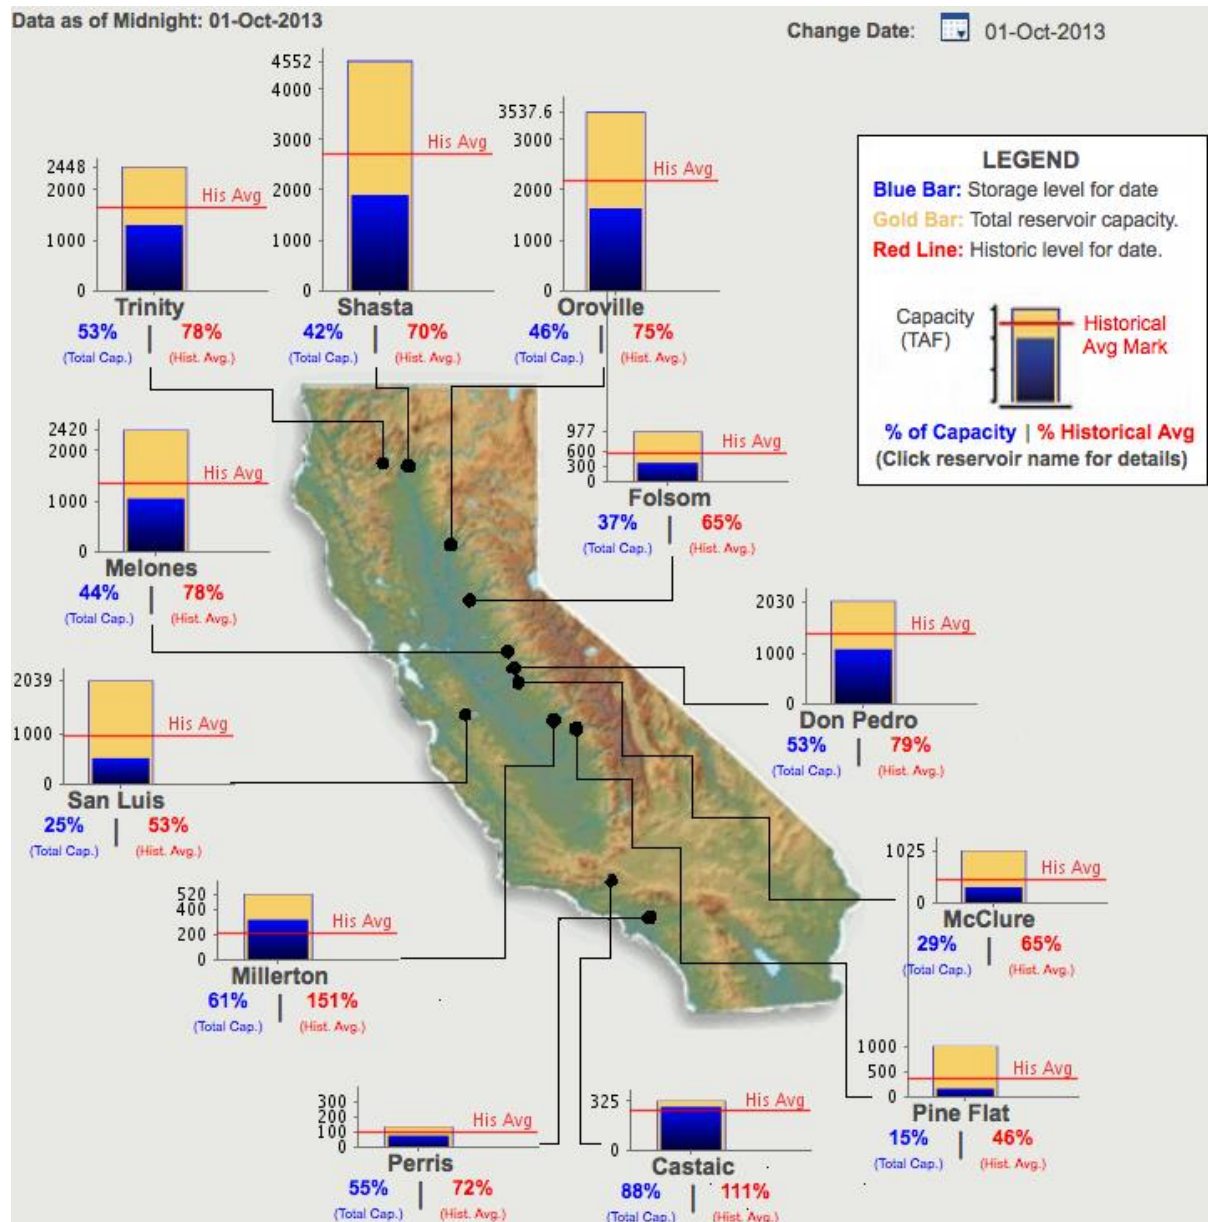 Data as of Midnight: 01-Oct-2013
Change Date: 01-Oct-2013
4552
4000
3000
2000
1000
0
His Avg
Shasta
42% | 70%
(Total Cap.) (Hist. Avg.)
3537.6
3000
2000
1000
0
His Avg
Oroville
46% | 75%
(Total Cap.) (Hist. Avg.)
2448
2000
1000
0
His Avg
Trinity
53% | 78%
(Total Cap.) (Hist. Avg.)
LEGEND
Blue Bar: Storage level for date
Gold Bar: Total reservoir capacity.
Red Line: Historic level for date.
Capacity
(TAF)
Historical
Avg Mark
% of Capacity | % Historical Avg
(Click reservoir name for details)
2420
2000
1000
0
His Avg
Melones
44% | 78%
(Total Cap.) (Hist. Avg.)
977
600
300
0
His Avg
Folsom
37% | 65%
(Total Cap.) (Hist. Avg.)
2030
1000
0
His Avg
Don Pedro
53% | 79%
(Total Cap.) (Hist. Avg.)
2039
1000
0
His Avg
San Luis
25% | 53%
(Total Cap.) (Hist. Avg.)
1025
0
His Avg
McClure
29% | 65%
(Total Cap.) (Hist. Avg.)
520
400
200
0
His Avg
Millerton
61% | 151%
(Total Cap.) (Hist. Avg.)
1000
500
0
His Avg
Pine Flat
15% | 46%
(Total Cap.) (Hist. Avg.)
300
200
100
0
His Avg
Perris
55% | 72%
(Total Cap.) (Hist. Avg.)
325
0
His Avg
Castaic
88% | 111%
(Total Cap.) (Hist. Avg.)